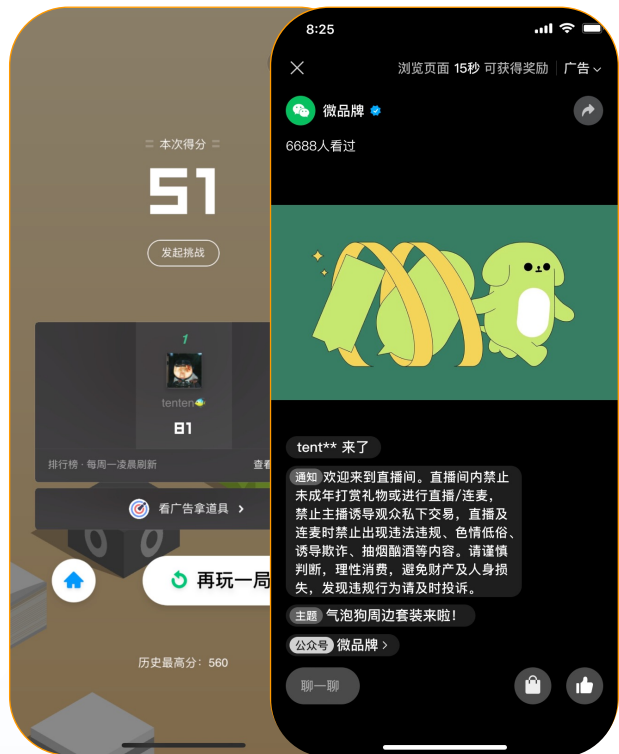 本次得分
51
发起挑战
1
tenten
81
排行榜 · 每周一凌晨刷新
查看
看广告拿道具
再玩一局
历史最高分：560
8:25
浏览页面 15秒 可获得奖励
广告
微品牌
6688人看过
tent** 来了
通知 欢迎来到直播间。直播间内禁止
未成年打赏礼物或进行直播/连麦，
禁止主播诱导观众私下交易，直播及
连麦时禁止出现违法违规、色情低俗、
诱导欺诈、抽烟酗酒等内容。请谨慎
判断，理性消费，避免财产及人身损
失，发现违规行为请及时投诉。
主题 气泡狗周边套装来啦！
公众号 微品牌
聊一聊